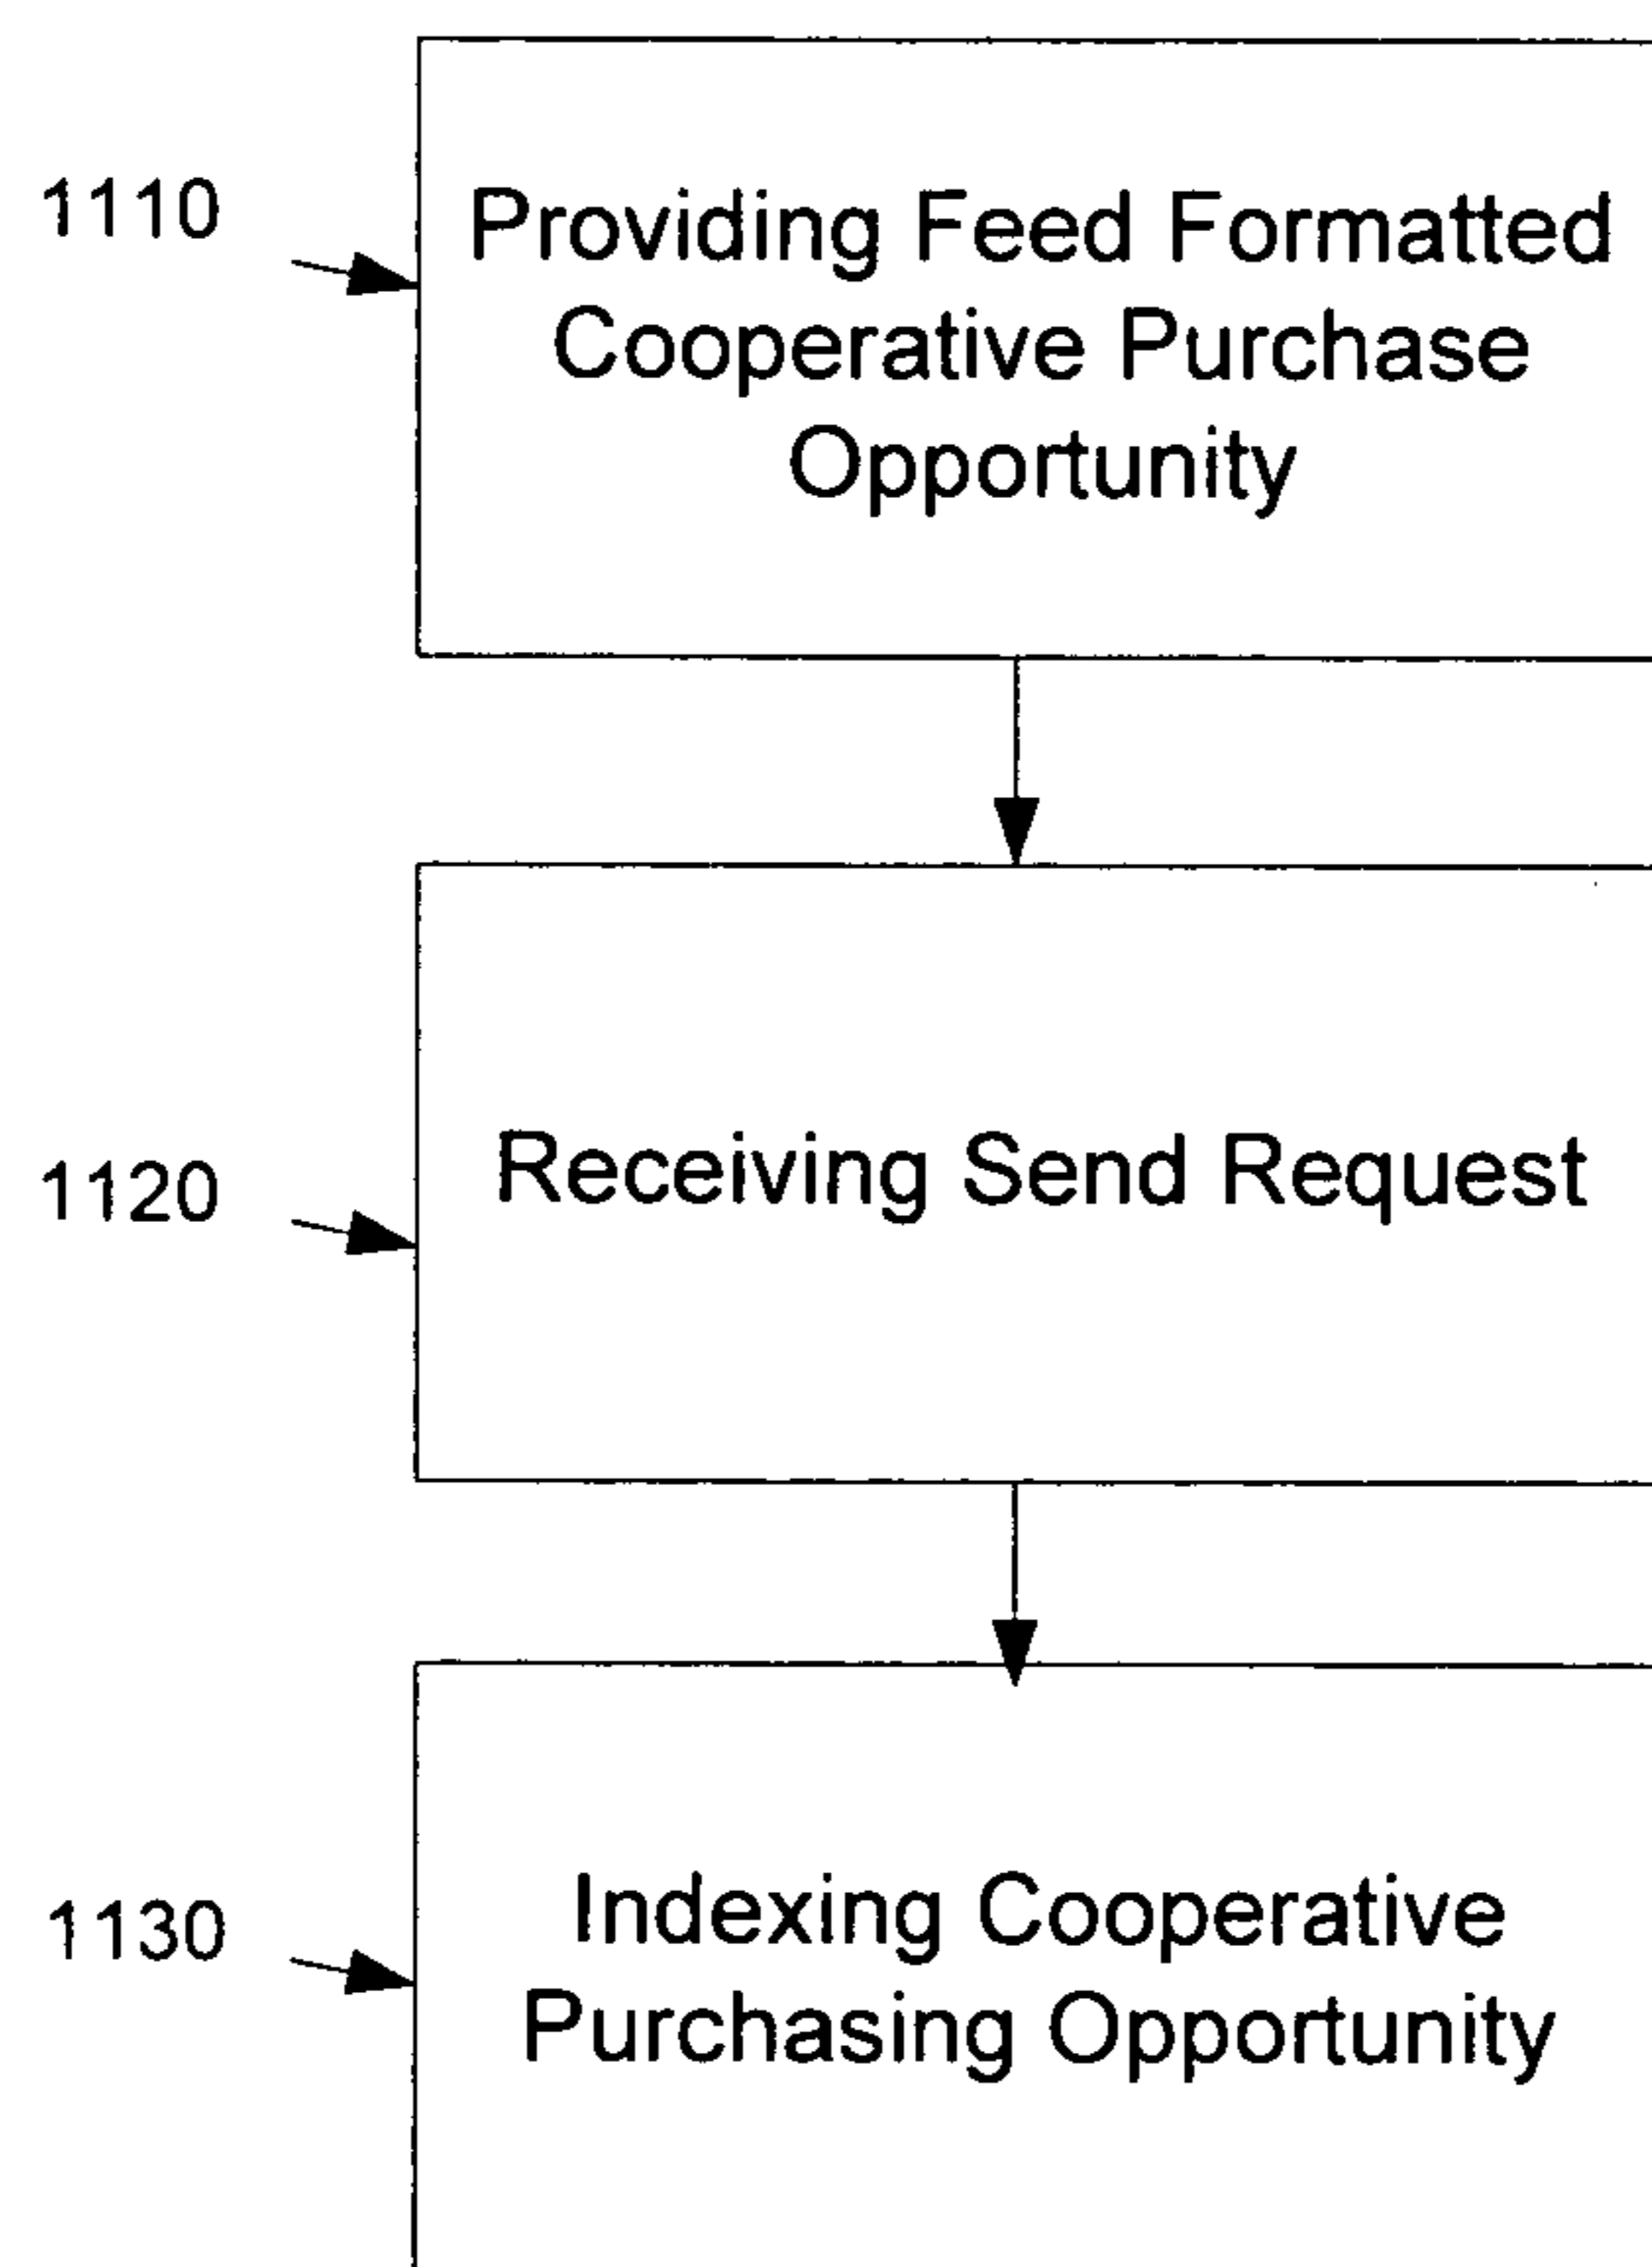 1110
Providing Feed Formatted
Cooperative Purchase
Opportunity
1120
Receiving Send Request
1130
Indexing Cooperative
Purchasing Opportunity